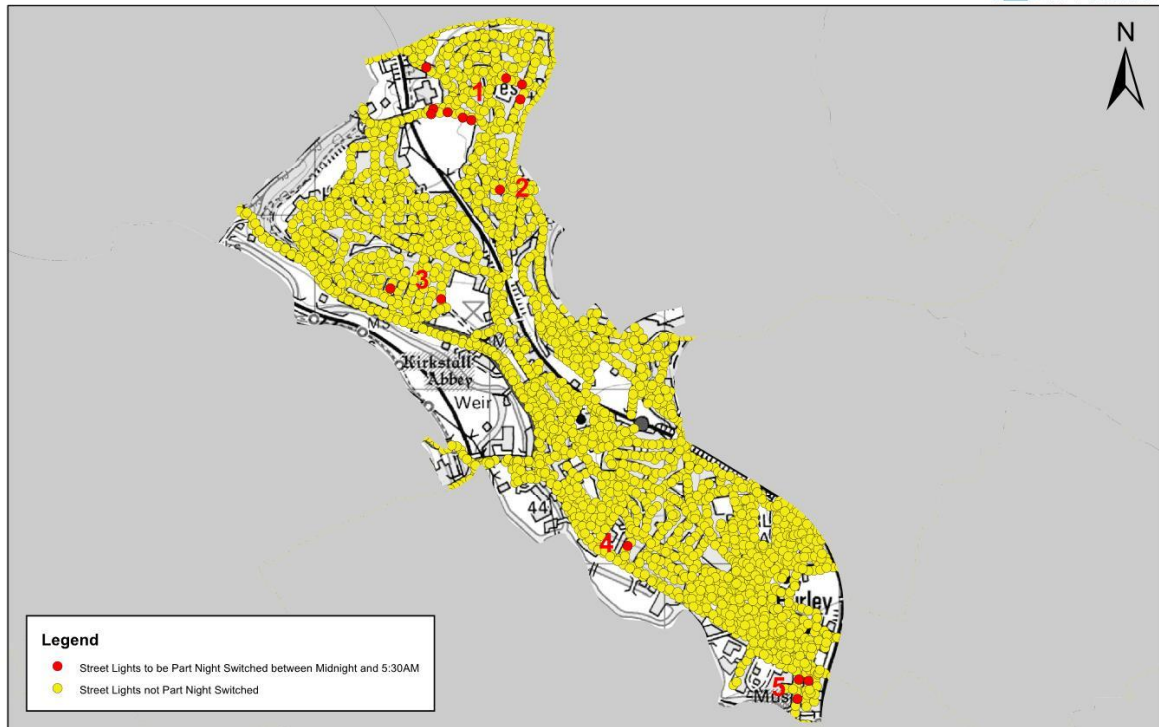 N
1
2
3
Kirkstall
Abbey
Weir
44
4
5
Legend
Street Lights to be Part Night Switched between Midnight and 5:30AM
Street Lights not Part Night Switched